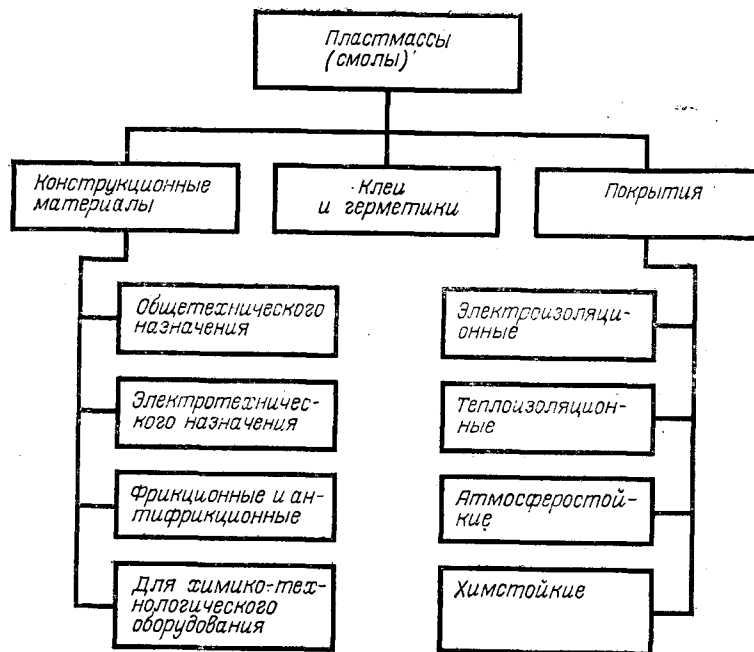 Пластмассы
(смолы)
Конструкционные
материалы
Клеи
и герметики
Покрытия
Общетехнического
назначения
Электротехничес-
кого назначения
Фрикционные и ан-
тифрикционные
Для химико-тех-
нологического
оборудования
Электроизоляци-
онные
Теплоизоляцион-
ные
Атмосферостой-
кие
Химстойкие